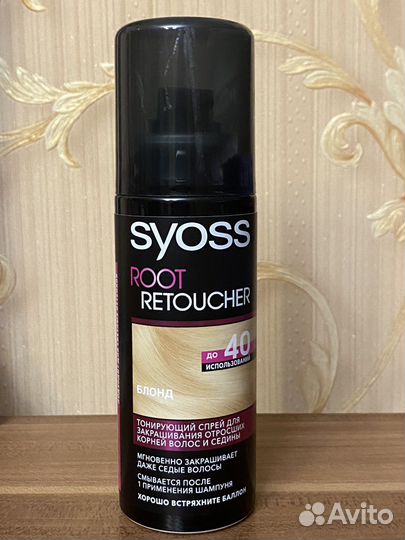 syoss
ROOT
RETOUCHER
ДО 40
ИСПОЛЬЗОВАНИЙ
БЛОНД
ТОНИРУЮЩИЙ СПРЕЙ ДЛЯ
ЗАКРАШИВАНИЯ ОТРОСШИХ
КОРНЕЙ ВОЛОС И СЕДИНЫ
МГНОВЕННО ЗАКРАШИВАЕТ
ДАЖЕ СЕДЫЕ ВОЛОСЫ
СМЫВАЕТСЯ ПОСЛЕ
1 ПРИМЕНЕНИЯ ШАМПУНЯ
ХОРОШО ВСТРЯХНИТЕ БАЛЛОН
Avito